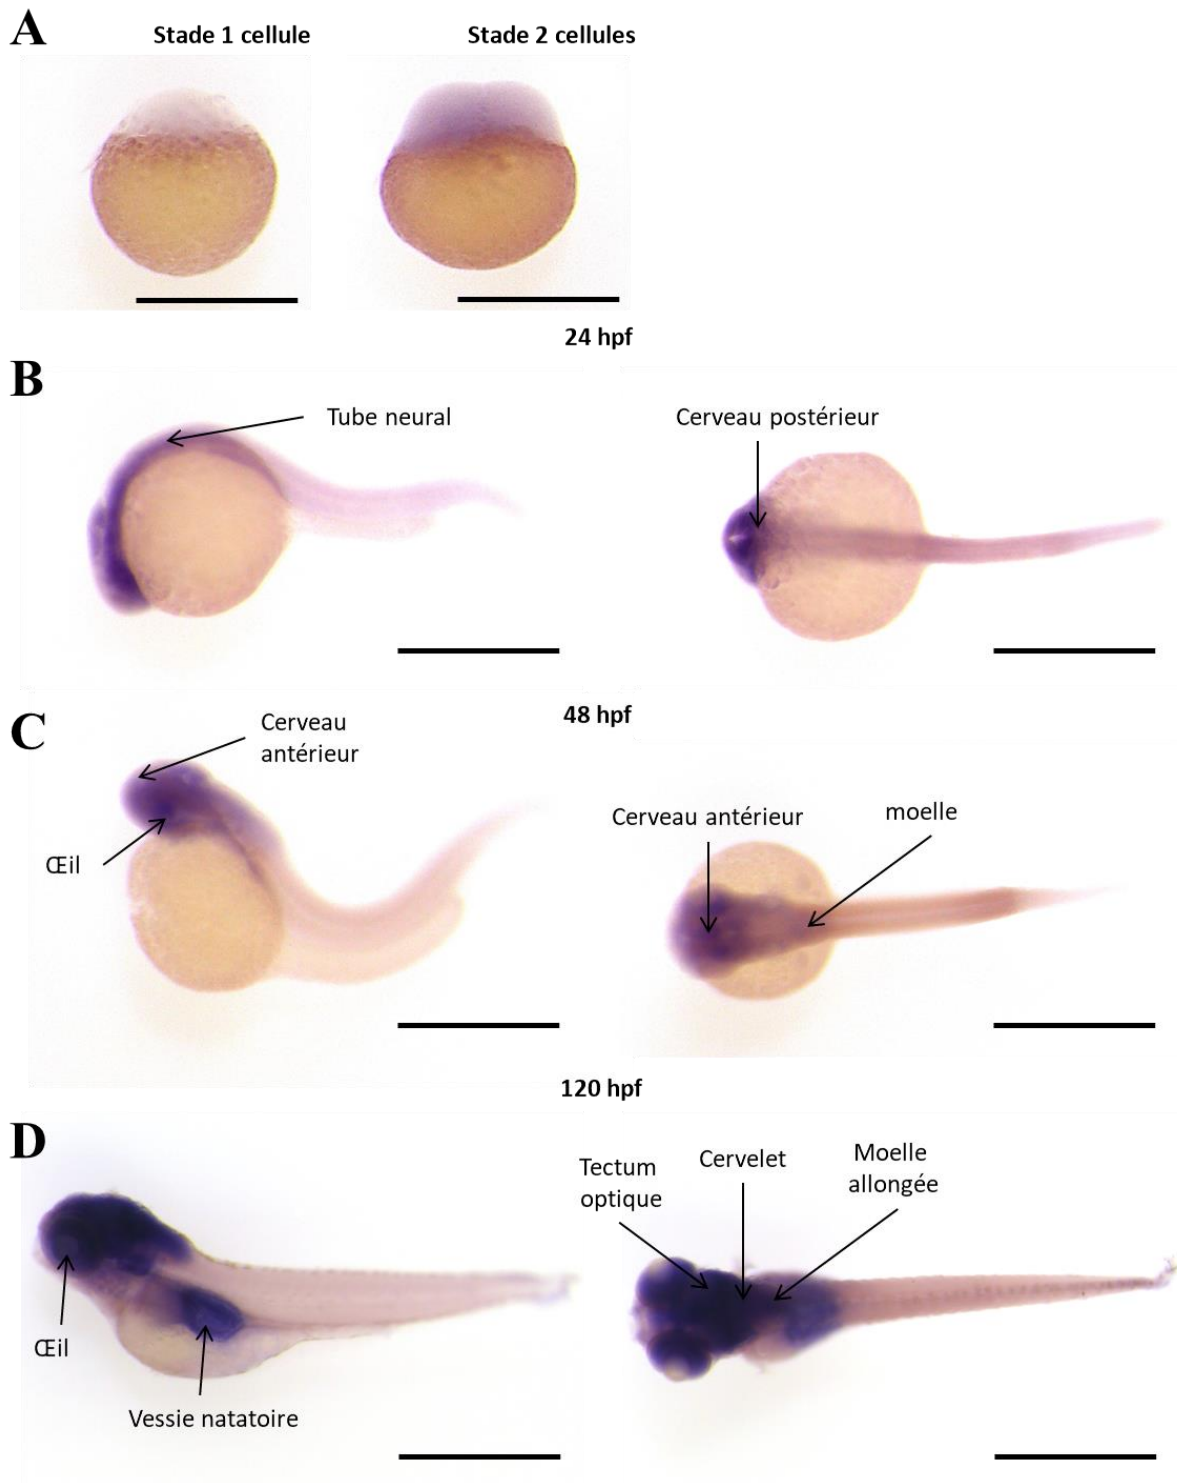 A
Stade 1 cellule
Stade 2 cellules
24 hpf
B
Tube neural
Cerveau postérieur
48 hpf
C
Cerveau
antérieur
Œil
Cerveau antérieur
moelle
120 hpf
D
Œil
Vessie natatoire
Tectum
optique
Cervelet
Moelle
allongée